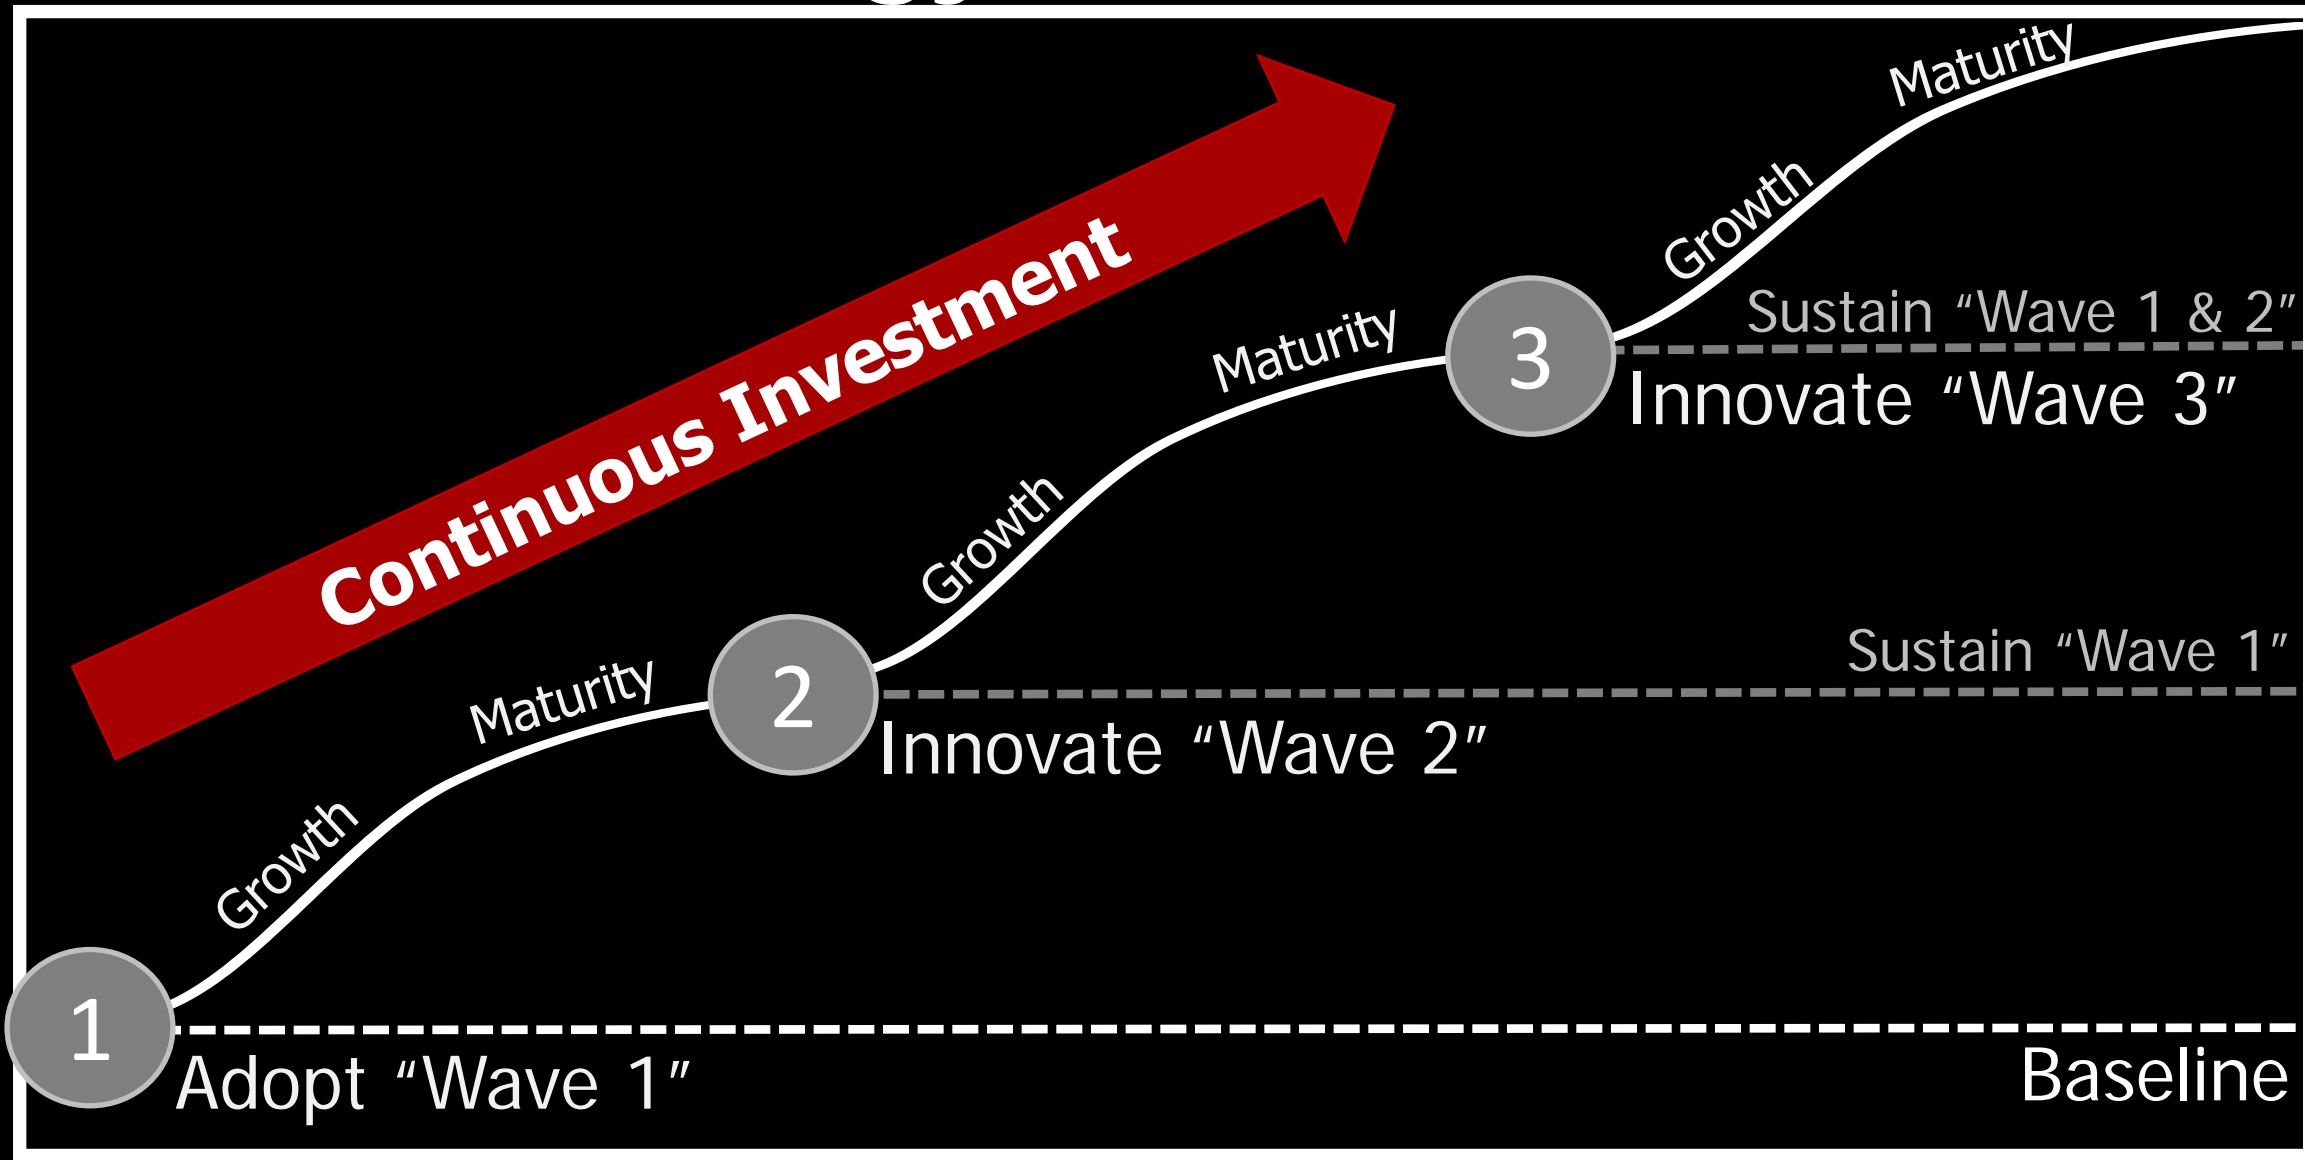 Maturity
Growth
Sustain “Wave 1 & 2”
Continuous Investment
Maturity
3
Innovate “Wave 3”
Growth
Sustain “Wave 1”
Maturity
2
Innovate “Wave 2”
Growth
1
Adopt “Wave 1”
Baseline